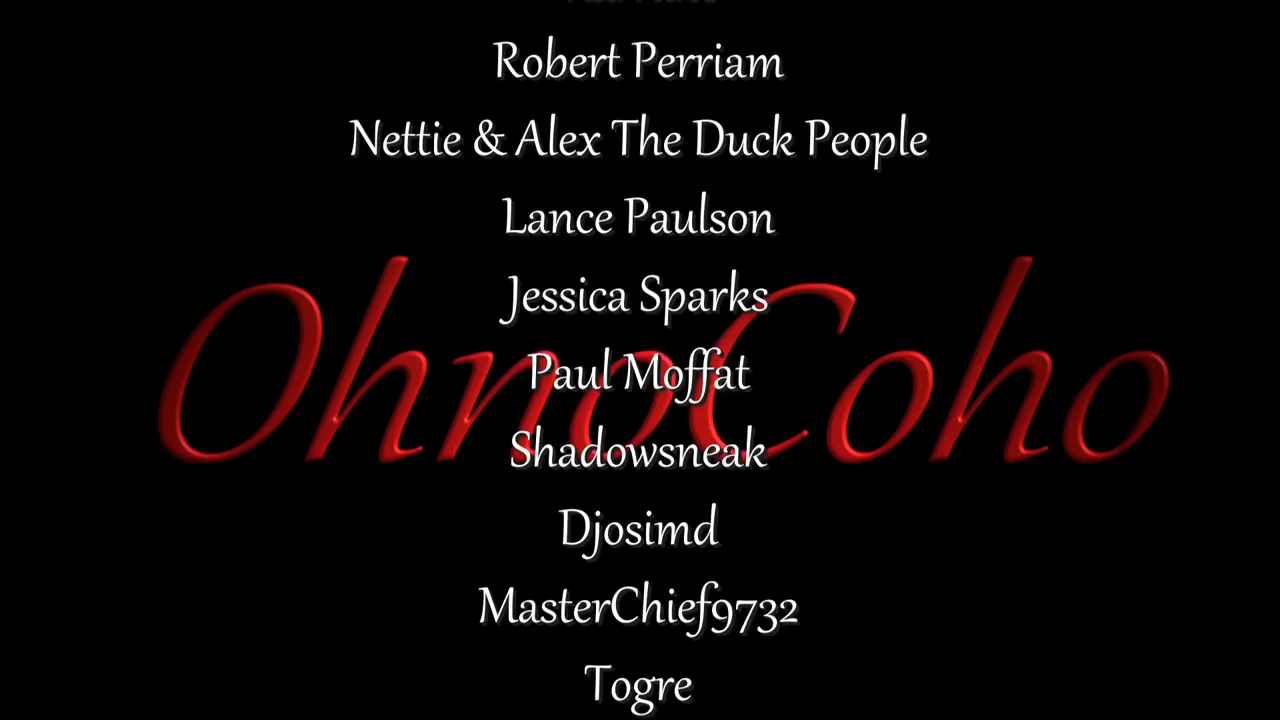 Robert Perriam
Nettie & Alex The Duck People
Lance Paulson
Jessica Sparks
OhnoCoho
Paul Moffat
Shadowsneak
Djosimd
MasterChief9732
Togre